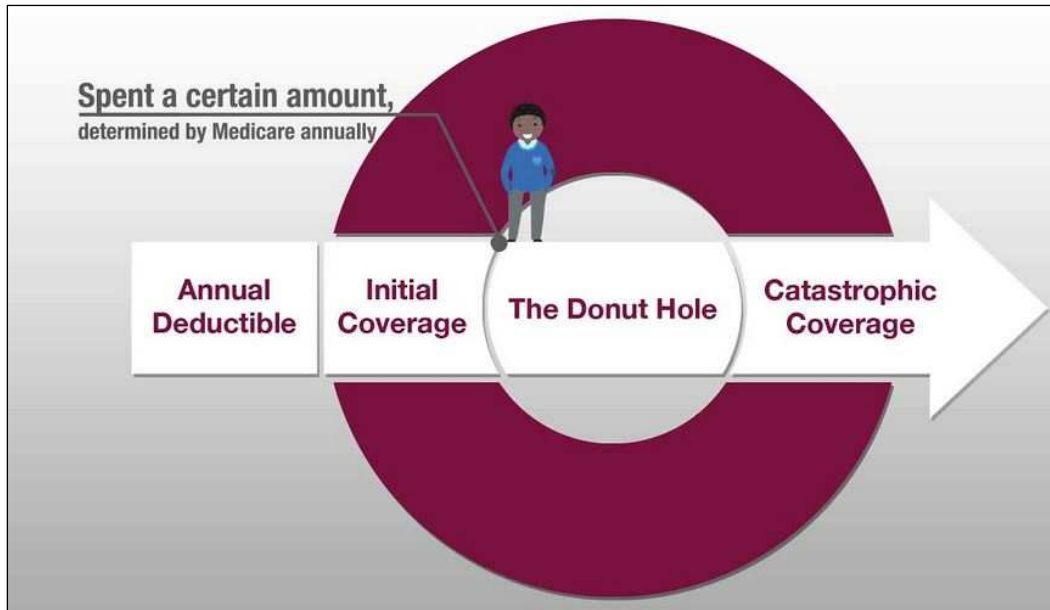 Spent a certain amount,
determined by Medicare annually
Annual
Deductible
Initial
Coverage
The Donut Hole
Catastrophic
Coverage